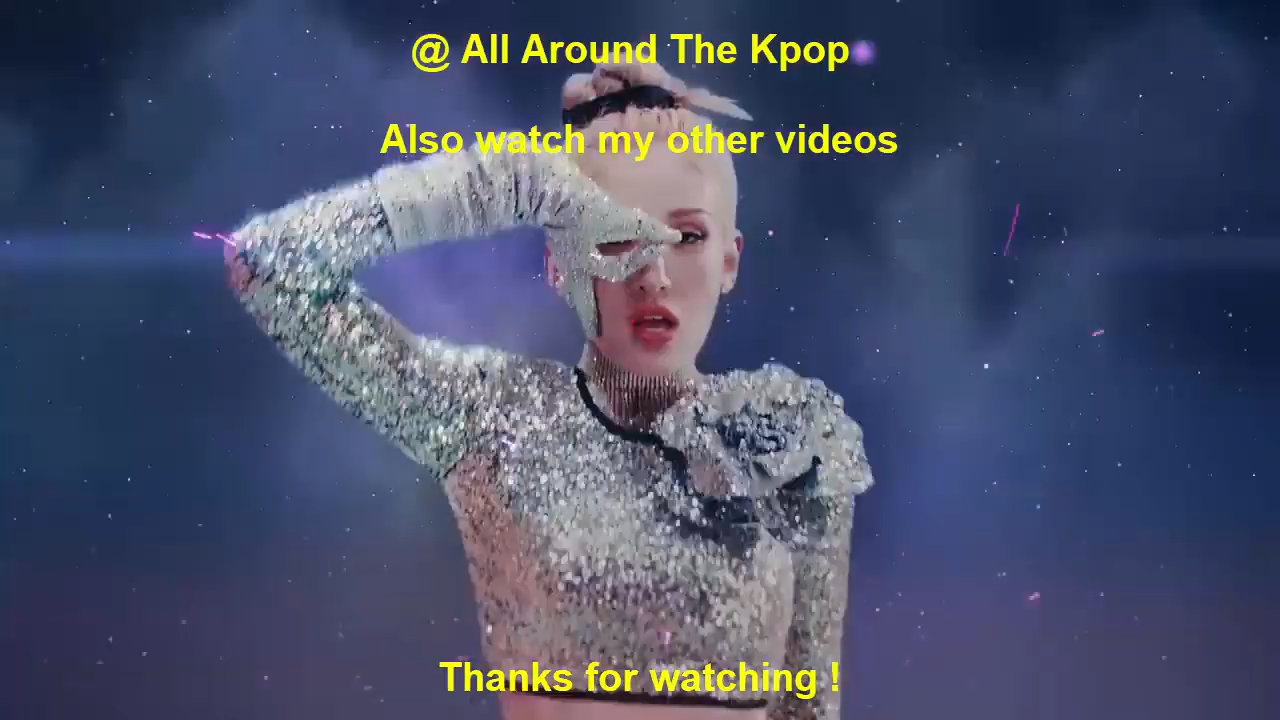 @ All Around The Kpop
Also watch my other videos
Thanks for watching !